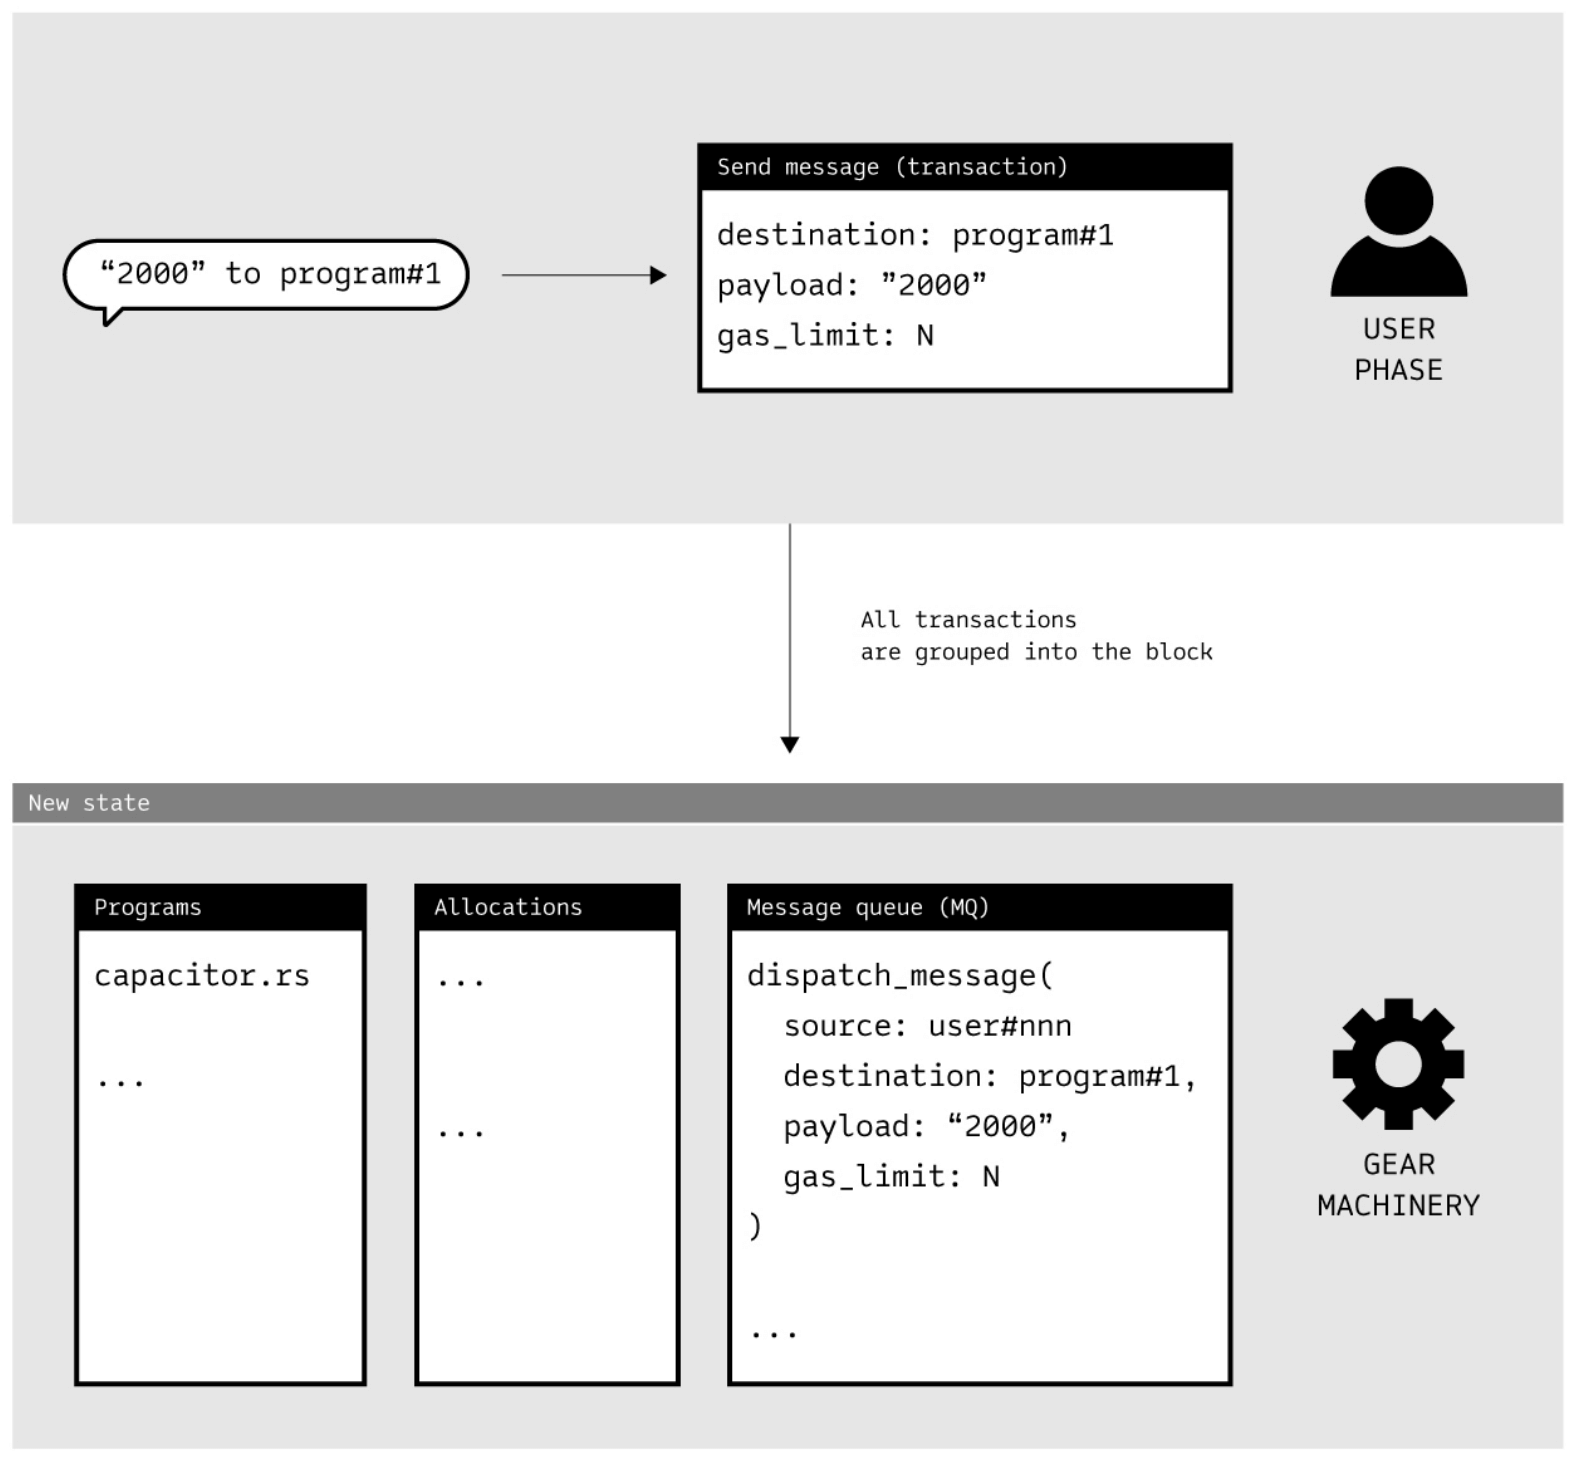 Send message (transaction)
“2000” to program#1
destination: program#1
payload: ”2000”
gas_limit: N
USER
PHASE
All transactions
are grouped into the block
New state
Programs
capacitor.rs
...
Allocations
...
...
Message queue (MQ)
dispatch_message(
source: user#nnn
destination: program#1,
payload: “2000”,
gas_limit: N
)
...
GEAR
MACHINERY